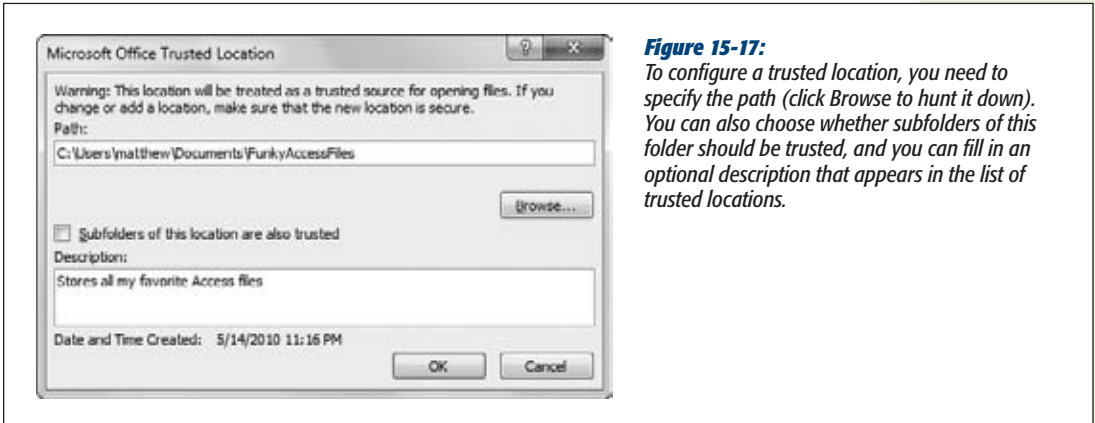 Microsoft Office Trusted Location
Warning: This location will be treated as a trusted source for opening files. If you
change or add a location, make sure that the new location is secure.
Path:
C:\Users\matthew\Documents\FunkyAccessFiles
Browse...
Subfolders of this location are also trusted
Description:
Stores all my favorite Access files
Date and Time Created: 5/14/2010 11:16 PM
OK Cancel
Figure 15-17:
To configure a trusted location, you need to
specify the path (click Browse to hunt it down).
You can also choose whether subfolders of this
folder should be trusted, and you can fill in an
optional description that appears in the list of
trusted locations.